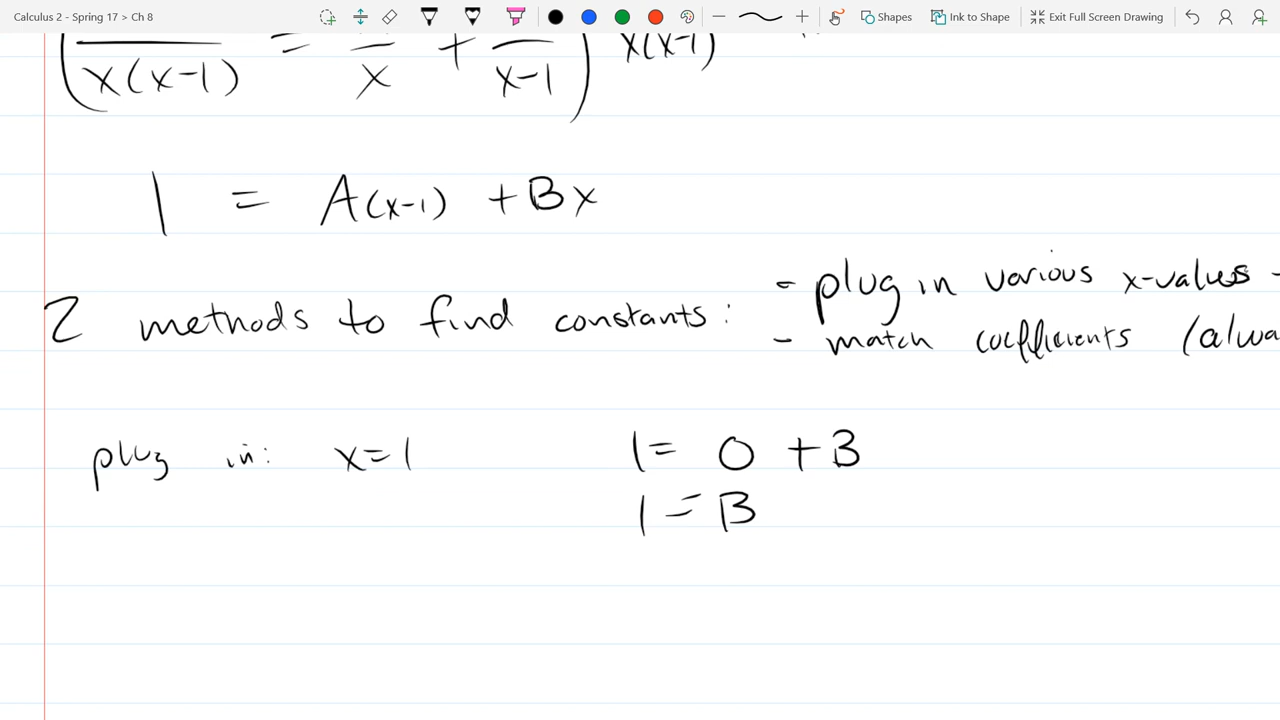 Calculus 2 - Spring 17 > Ch 8 Shapes Ink to Shape Exit Full Screen Drawing
( / x(x-1) = / x + / x-1 ) x(x-1)
1 = A(x-1) + Bx
2 methods to find constants: - plug in various x-values -
- match coefficients (alwa
plug in: x=1 1= 0 + B
1 = B